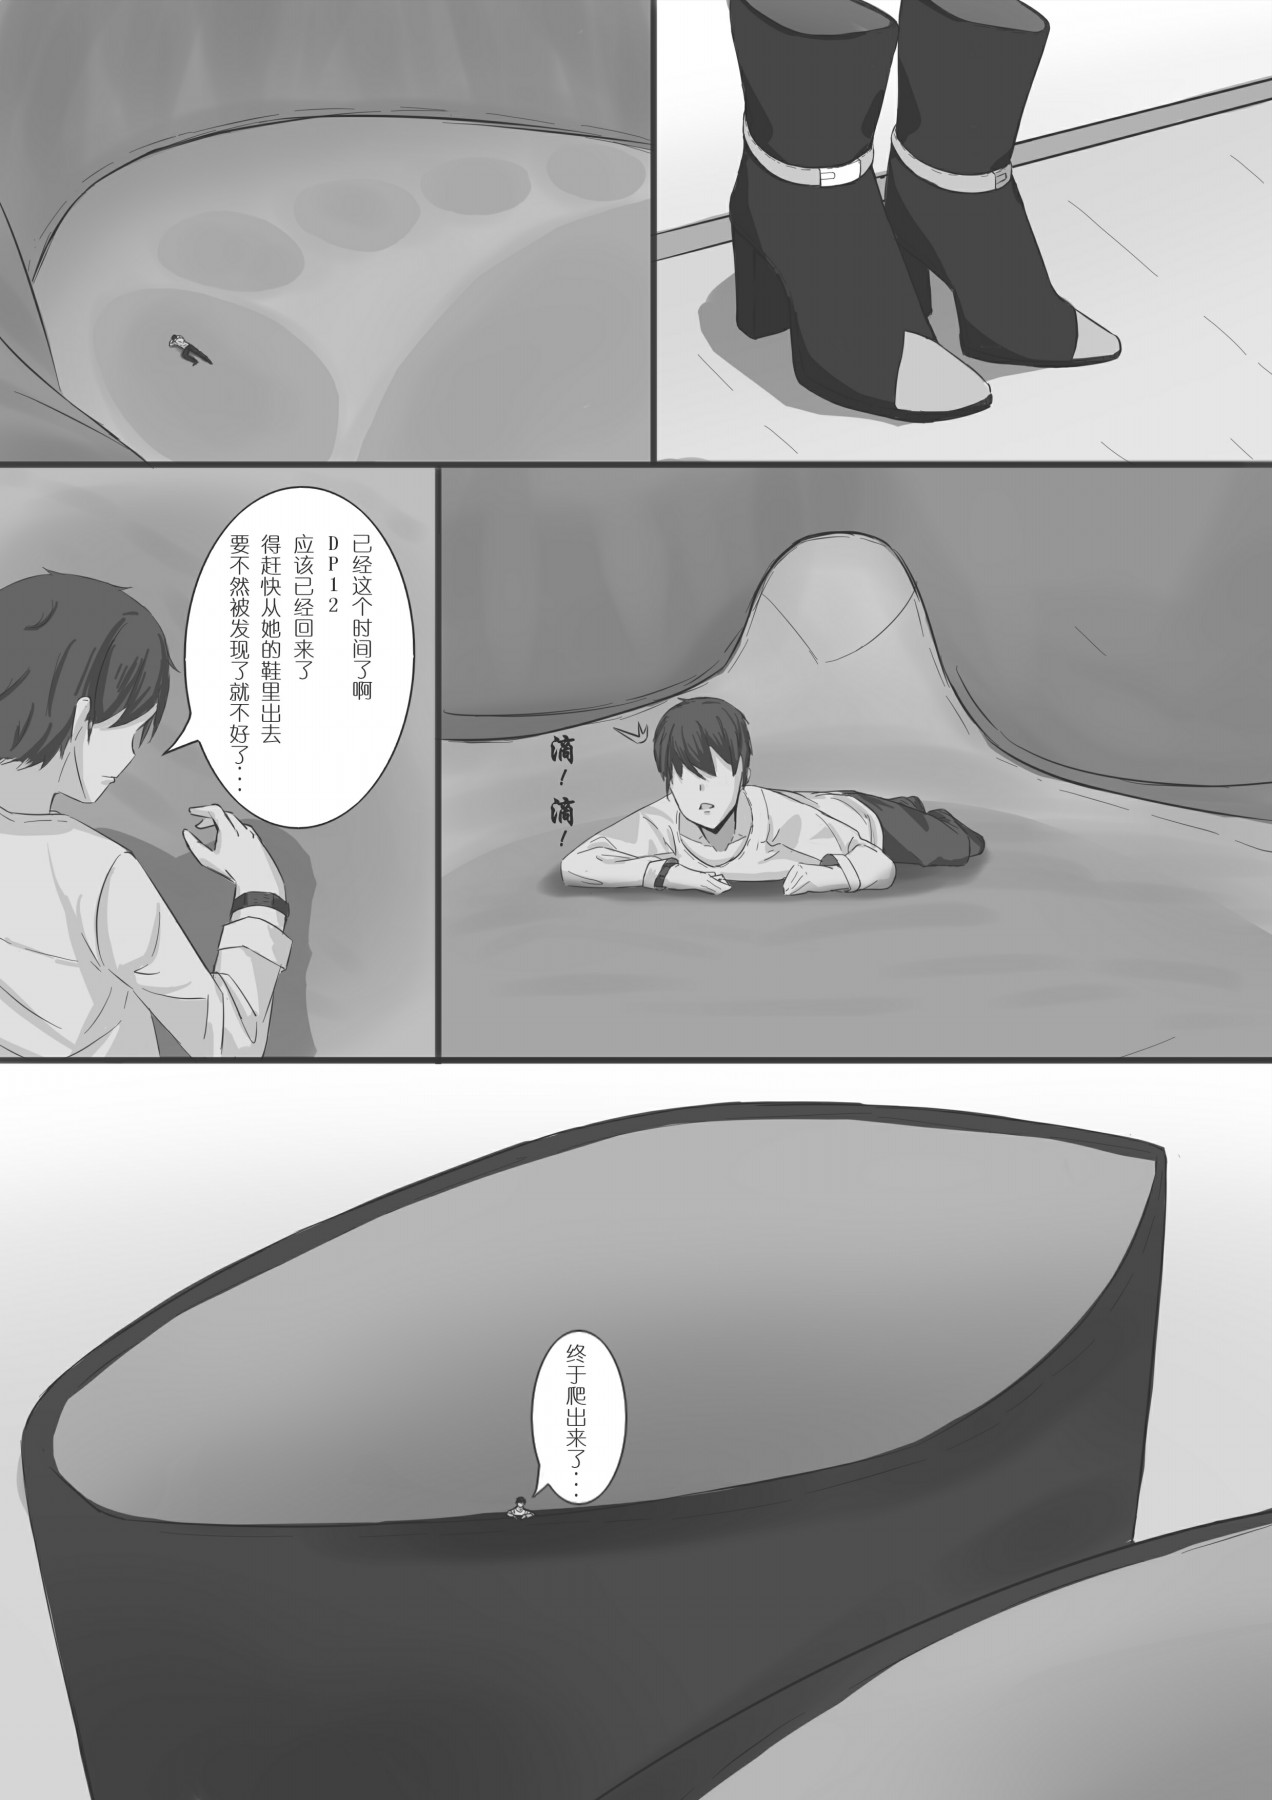 已经这个时间了啊
DP12
应该已经回来了
得赶快从她的鞋里出去
要不然被发现了就不好了...
滴！滴！
终于爬出来了...